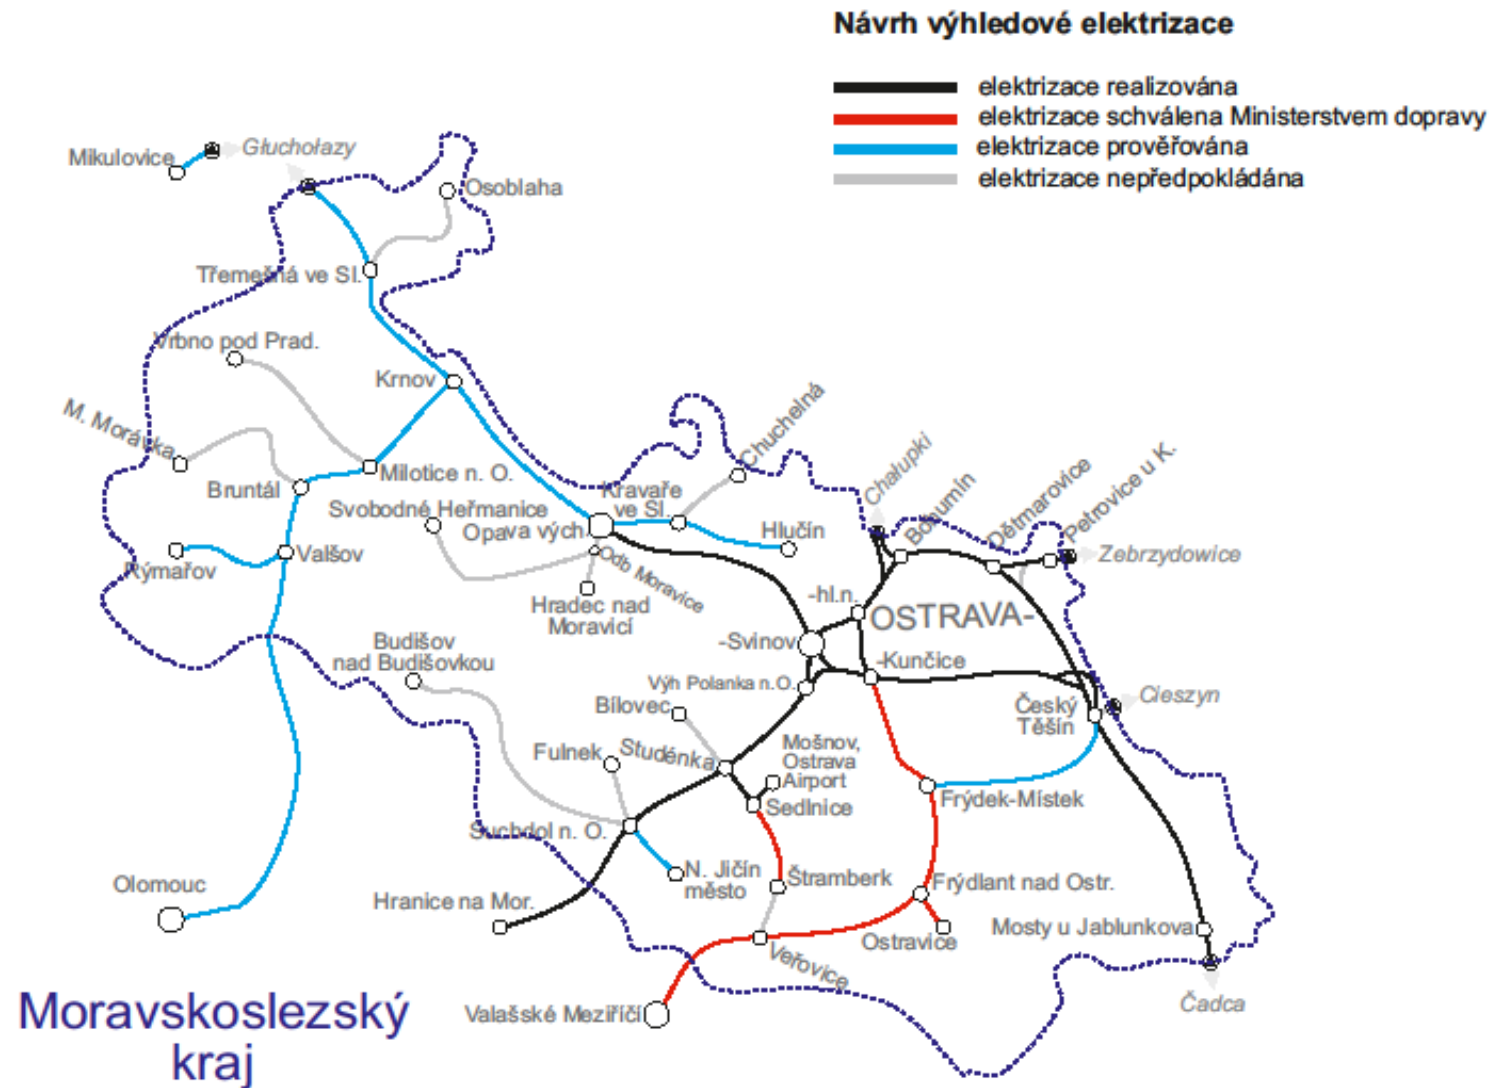 Návrh výhledové elektrizace
elektrizace realizována
elektrizace schválena Ministerstvem dopravy
elektrizace prověřována
elektrizace nepředpokládána
Mikulovice
Głuchołazy
Osoblaha
Třemešná ve Sl.
Vrbno pod Prad.
Krnov
M. Morávka
Milotice n. O.
Bruntál
Svobodné Heřmanice
Opava vých.
Kravaře
ve Sl.
Chuchelná
Hlučín
Chałupki
Bohumín
Dětmarovice
Petrovice u K.
Zebrzydowice
Rýmařov
Valšov
Odb Moravice
Hradec nad
Moravicí
-hl.n.
OSTRAVA-
-Svinov
-Kunčice
Budišov
nad Budišovkou
Výh Polanka n.O.
Bílovec
Český
Těšín
Cieszyn
Fulnek
Studénka
Mošnov,
Ostrava
Airport
Sedlnice
Frýdek-Místek
Suchdol n. O.
Olomouc
N. Jičín
město
Štramberk
Frýdlant nad Ostr.
Hranice na Mor.
Ostravice
Mosty u Jablunkova
Veřovice
Valašské Meziříčí
Čadca
Moravskoslezský
kraj